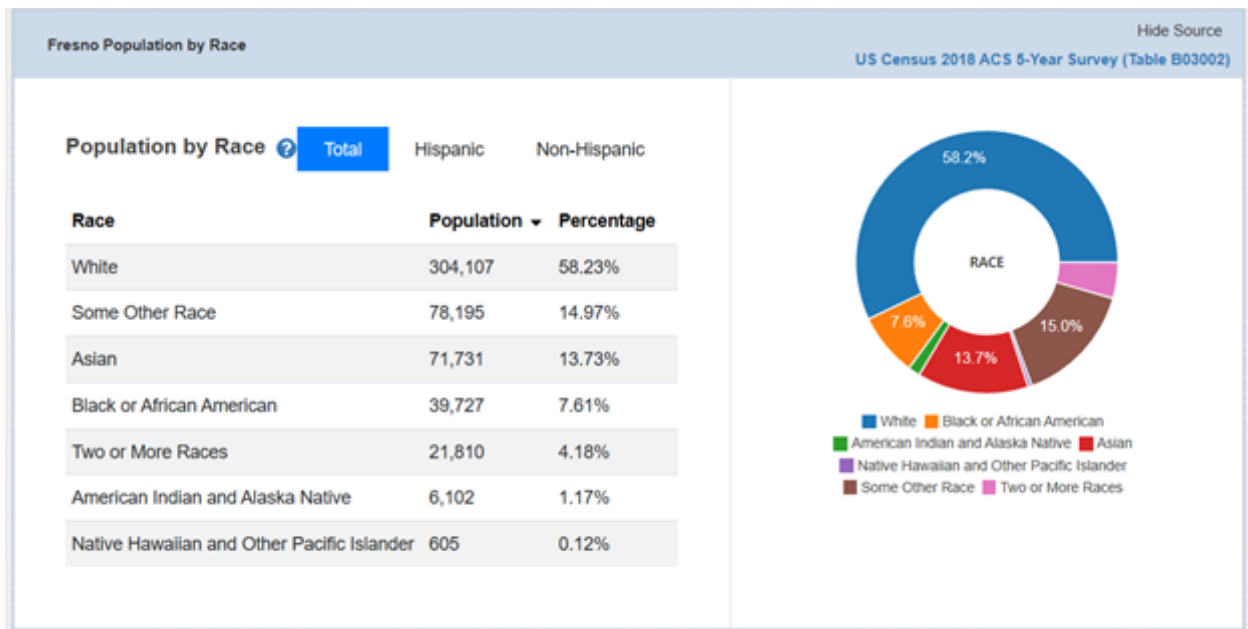 Fresno Population by Race
Hide Source
US Census 2018 ACS 5-Year Survey (Table B03002)
Population by Race ? Total Hispanic Non-Hispanic
Race Population Percentage
White 304,107 58.23%
Some Other Race 78,195 14.97%
Asian 71,731 13.73%
Black or African American 39,727 7.61%
Two or More Races 21,810 4.18%
American Indian and Alaska Native 6,102 1.17%
Native Hawaiian and Other Pacific Islander 605 0.12%
58.2%
RACE
7.6%
15.0%
13.7%
White Black or African American
American Indian and Alaska Native Asian
Native Hawaiian and Other Pacific Islander
Some Other Race Two or More Races